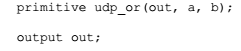 primitive udp_or(out, a, b);
output out;